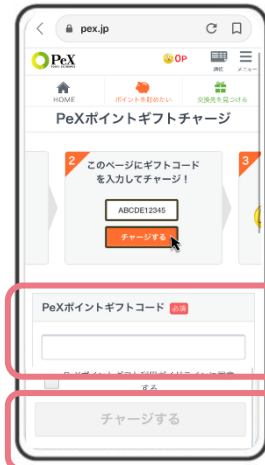 pex.jp
PeX
POINT EXCHANGE
0P
通帳
メニュー
HOME
ポイントを貯めたい
交換先を見つける
PeXポイントギフトチャージ
2
このページにギフトコード
を入力してチャージ！
ABCDE12345
チャージする
3
PeXポイントギフトコード 必須
する
チャージする